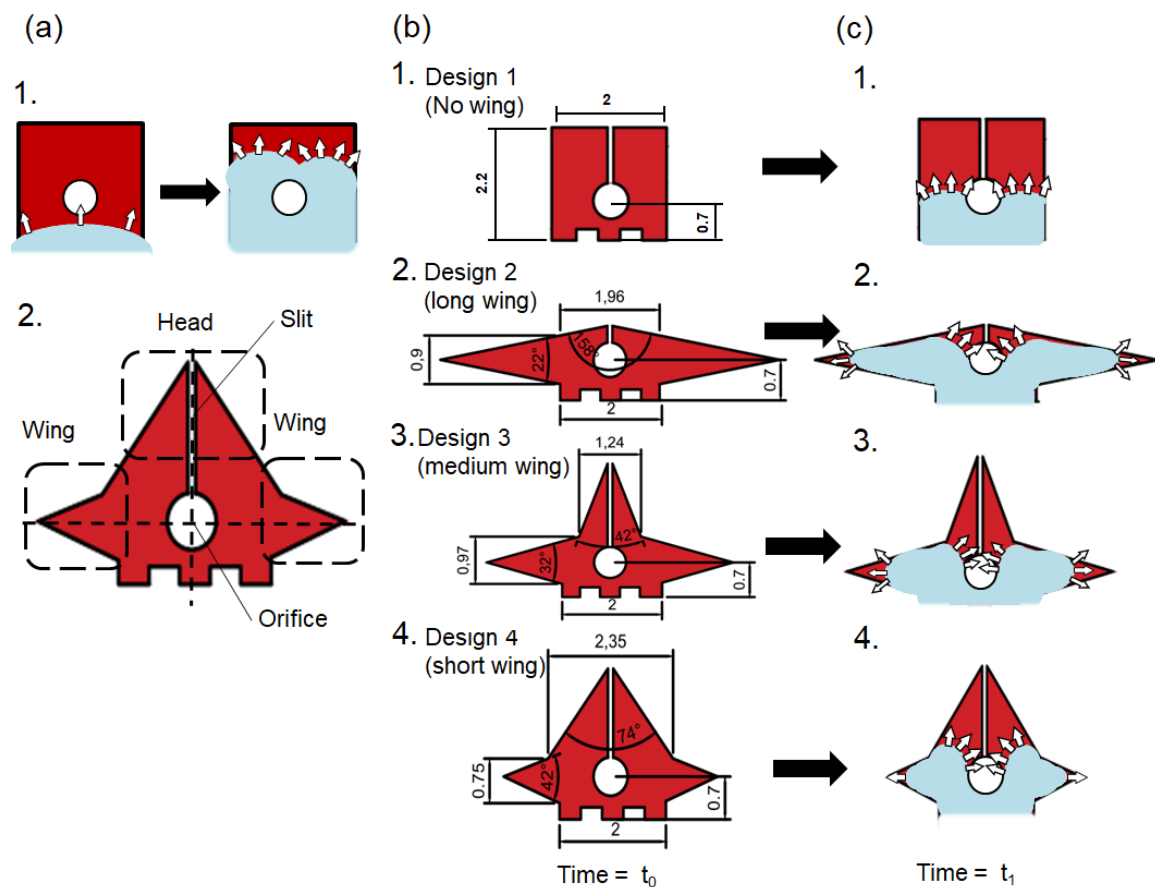 (a)
1.
2.
Head
Slit
Wing
Wing
Orifice
(b)
1. Design 1
(No wing)
2
2.2
0.7
2. Design 2
(long wing)
1,96
0,9
22°
158°
0.7
2
3. Design 3
(medium wing)
1,24
0,97
32°
42°
0.7
2
4. Design 4
(short wing)
2,35
0.75
42°
74°
0.7
2
Time = t₀
(c)
1.
2.
3.
4.
Time = t₁